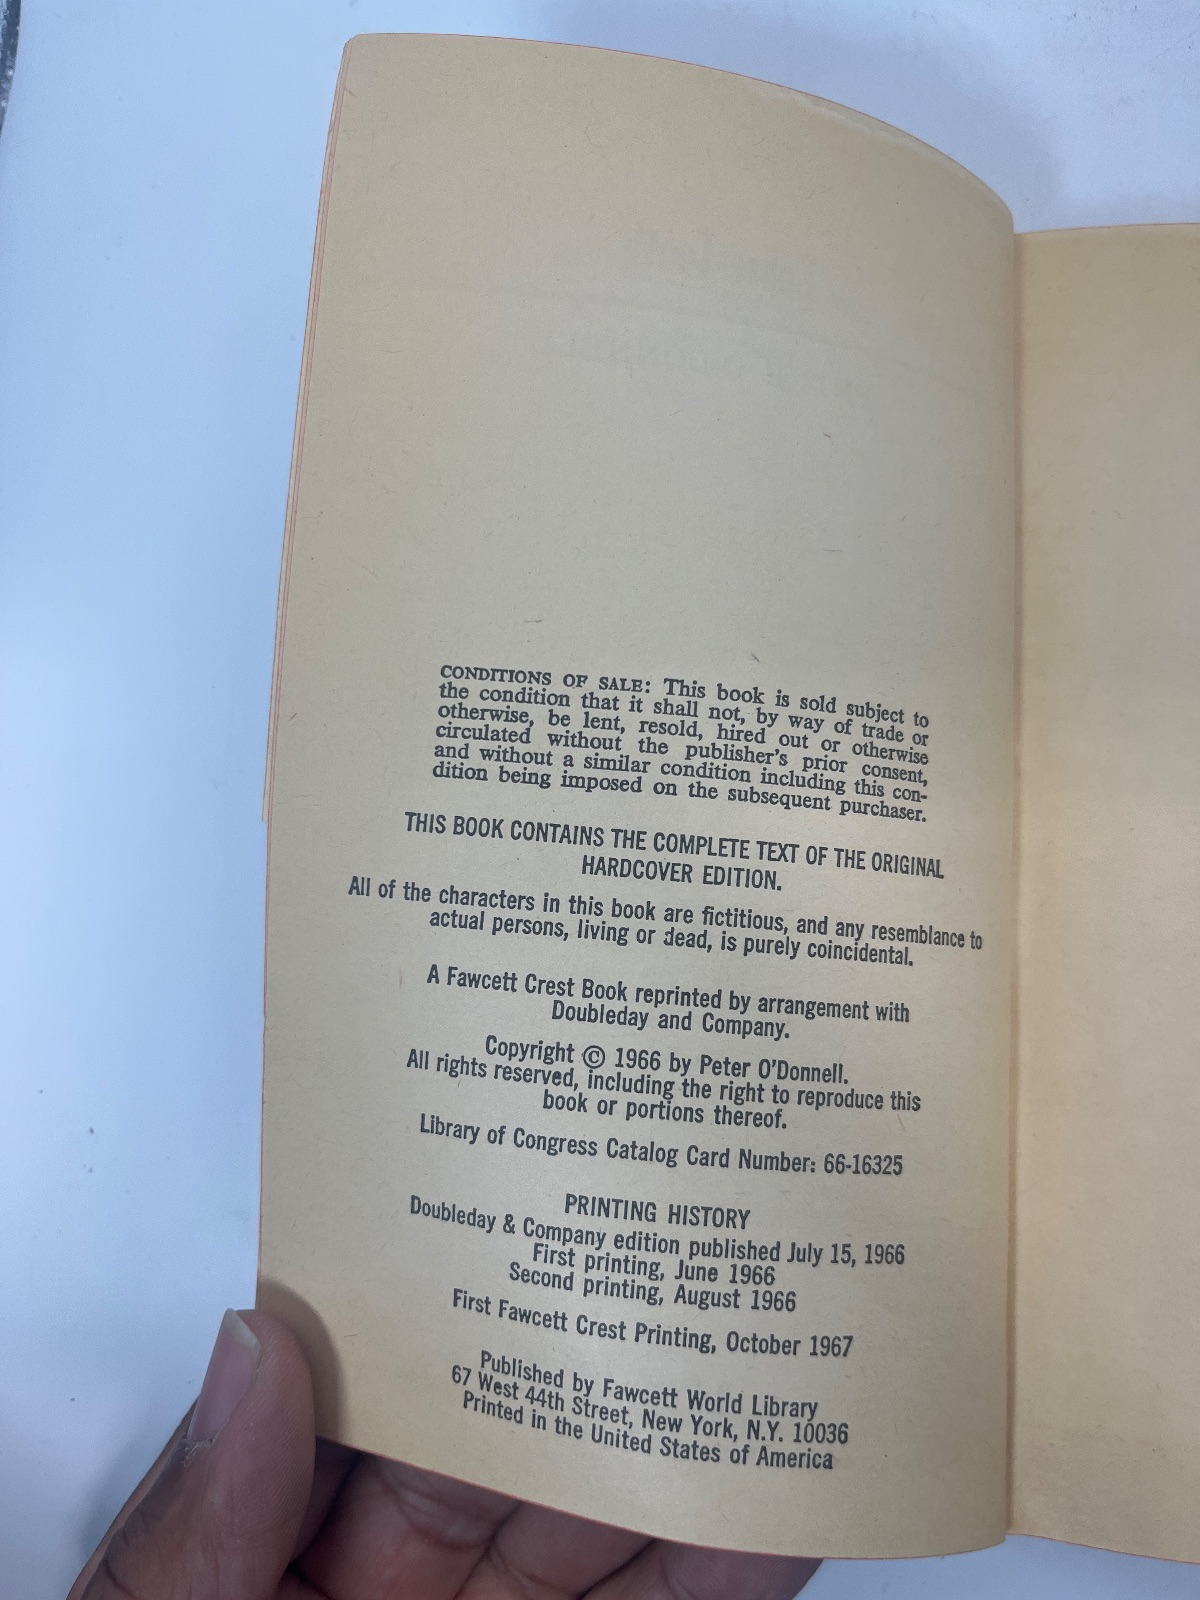 CONDITIONS OF SALE: This book is sold subject to
the condition that it shall not, by way of trade or
otherwise, be lent, resold, hired out or otherwise
circulated without the publisher's prior consent,
and without a similar condition including this con-
dition being imposed on the subsequent purchaser.
THIS BOOK CONTAINS THE COMPLETE TEXT OF THE ORIGINAL
HARDCOVER EDITION.
All of the characters in this book are fictitious, and any resemblance to
actual persons, living or dead, is purely coincidental.
A Fawcett Crest Book reprinted by arrangement with
Doubleday and Company.
Copyright © 1966 by Peter O'Donnell.
All rights reserved, including the right to reproduce this
book or portions thereof.
Library of Congress Catalog Card Number: 66-16325
PRINTING HISTORY
Doubleday & Company edition published July 15, 1966
First printing, June 1966
Second printing, August 1966
First Fawcett Crest Printing, October 1967
Published by Fawcett World Library
67 West 44th Street, New York, N.Y. 10036
Printed in the United States of America